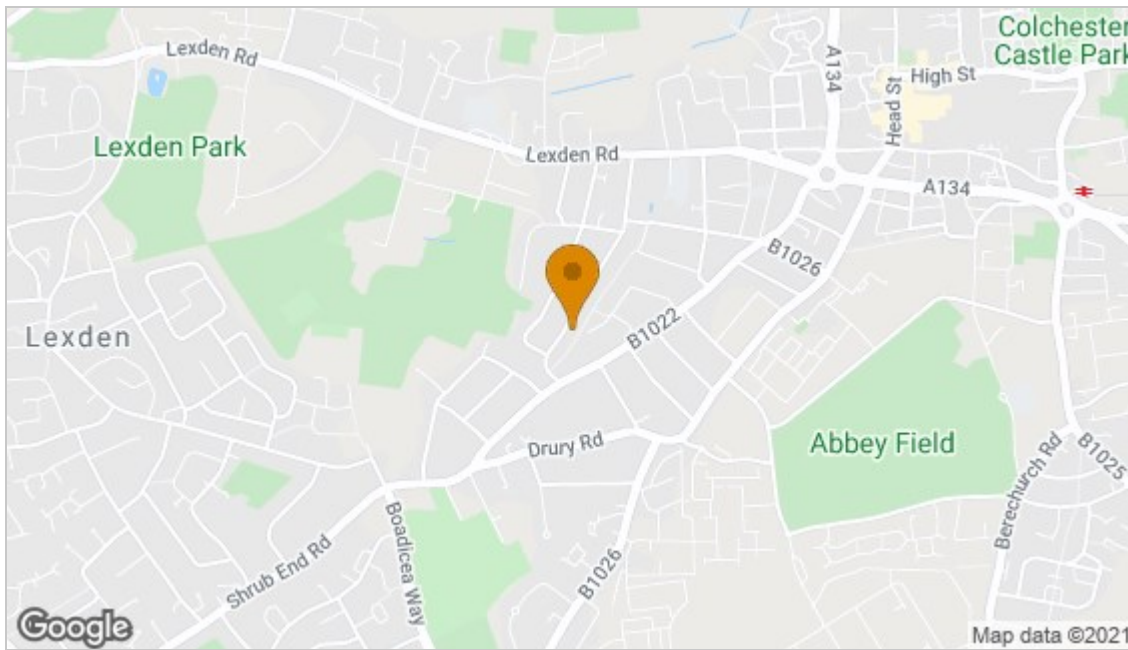 Colchester
Castle Park
Lexden Rd
A134
High St
Head St
Lexden Park
Lexden Rd
A134
B1026
Lexden
B1022
Drury Rd
Abbey Field
Berechurch Rd
B1025
Boadicea Way
Shrub End Rd
B1026
Google
Map data ©2021